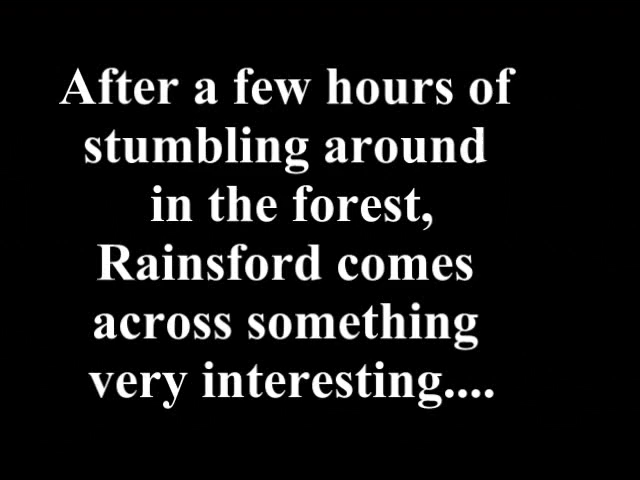 After a few hours of
stumbling around
in the forest,
Rainsford comes
across something
very interesting....